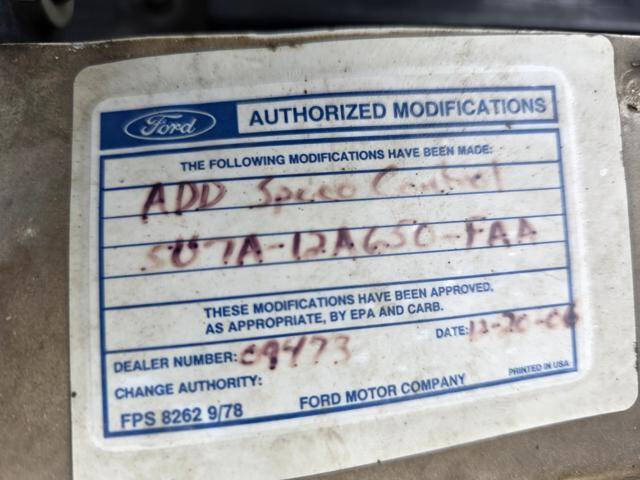 Ford
AUTHORIZED MODIFICATIONS
THE FOLLOWING MODIFICATIONS HAVE BEEN MADE:
ADD Speed Control
5U7A-12A650-FAA
THESE MODIFICATIONS HAVE BEEN APPROVED,
AS APPROPRIATE, BY EPA AND CARB.
DEALER NUMBER: 09473 DATE: 12-20-06
CHANGE AUTHORITY:
FPS 8262 9/78 FORD MOTOR COMPANY PRINTED IN USA